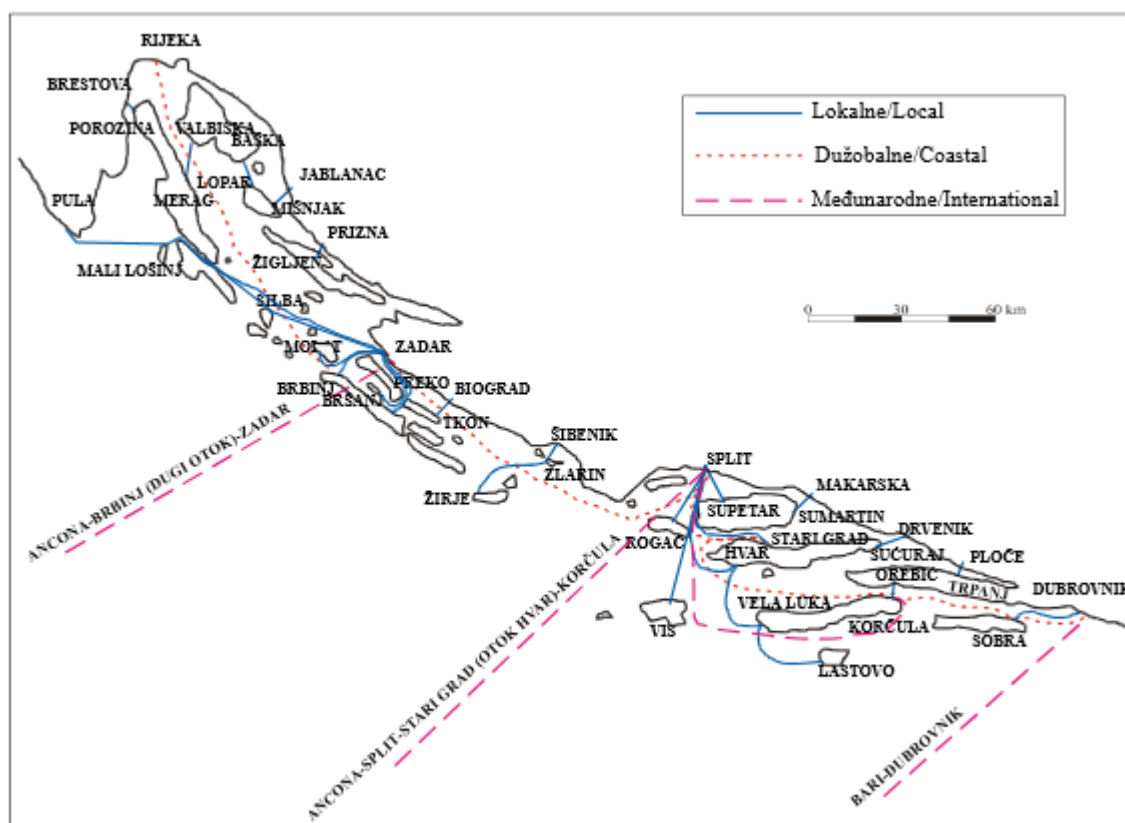 RIJEKA
BRESTOVA
POROZINA
VALBISKA
BAŠKA
LOPAR
JABLANAC
PULA
MERAG
MIŠNJAK
PRIZNA
MALI LOŠINJ
ŽIGLJEN
SILBA
ZADAR
BRBINJ
PREKO
BIOGRAD
BRŠANJ
TKON
ŠIBENIK
ZLARIN
ŽIRJE
SPLIT
MAKARSKA
SUPETAR
SUMARTIN
DRVENIK
ROGAČ
STARI GRAD
HVAR
SUĆURAJ
PLOČE
OREBIĆ
TRPANJ
DUBROVNIK
VELA LUKA
VIS
KORČULA
SOBRA
LASTOVO
Lokalne/Local
Dužobalne/Coastal
Međunarodne/International
0 30 60 km
ANCONA-BRBINJ (DUGI OTOK)-ZADAR
ANCONA-SPLIT-STARI GRAD (OTOK HVAR)-KORČULA
BARI-DUBROVNIK